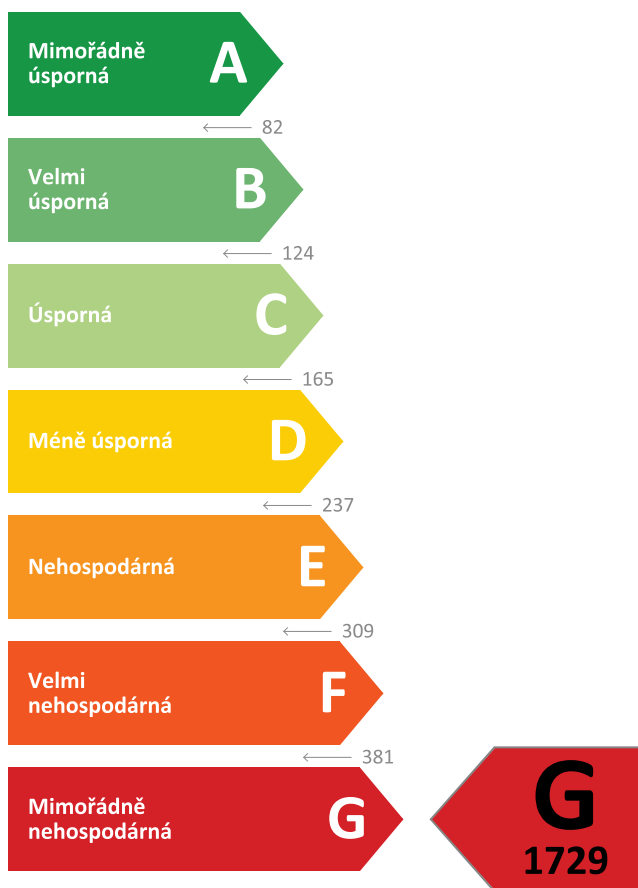 Mimořádně
úsporná
A
82
Velmi
úsporná
B
124
Úsporná
C
165
Méně úsporná
D
237
Nehospodárná
E
309
Velmi
nehospodárná
F
381
Mimořádně
nehospodárná
G
G
1729